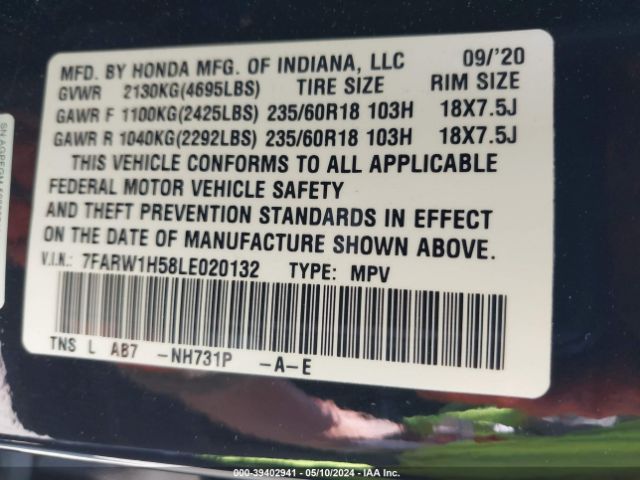 MFD. BY HONDA MFG. OF INDIANA, LLC 09/'20
GVWR 2130KG(4695LBS) TIRE SIZE RIM SIZE
GAWR F 1100KG(2425LBS) 235/60R18 103H 18X7.5J
GAWR R 1040KG(2292LBS) 235/60R18 103H 18X7.5J
THIS VEHICLE CONFORMS TO ALL APPLICABLE
FEDERAL MOTOR VEHICLE SAFETY
AND THEFT PREVENTION STANDARDS IN EFFECT
ON THE DATE OF MANUFACTURE SHOWN ABOVE.
V.I.N.: 7FARW1H58LE020132 TYPE: MPV
TNS L AB7 -NH731P -A-E
000-39402941 - 05/10/2024 - IAA Inc.